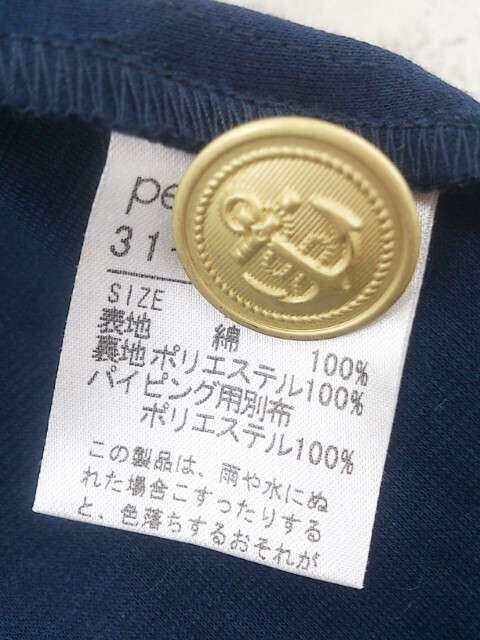 pe
31-
SIZE
表地 綿 100%
裏地 ポリエステル100%
パイピング用別布
ポリエステル100%
この製品は、雨や水にぬ
れた場合こすったりする
と、色落ちするおそれが